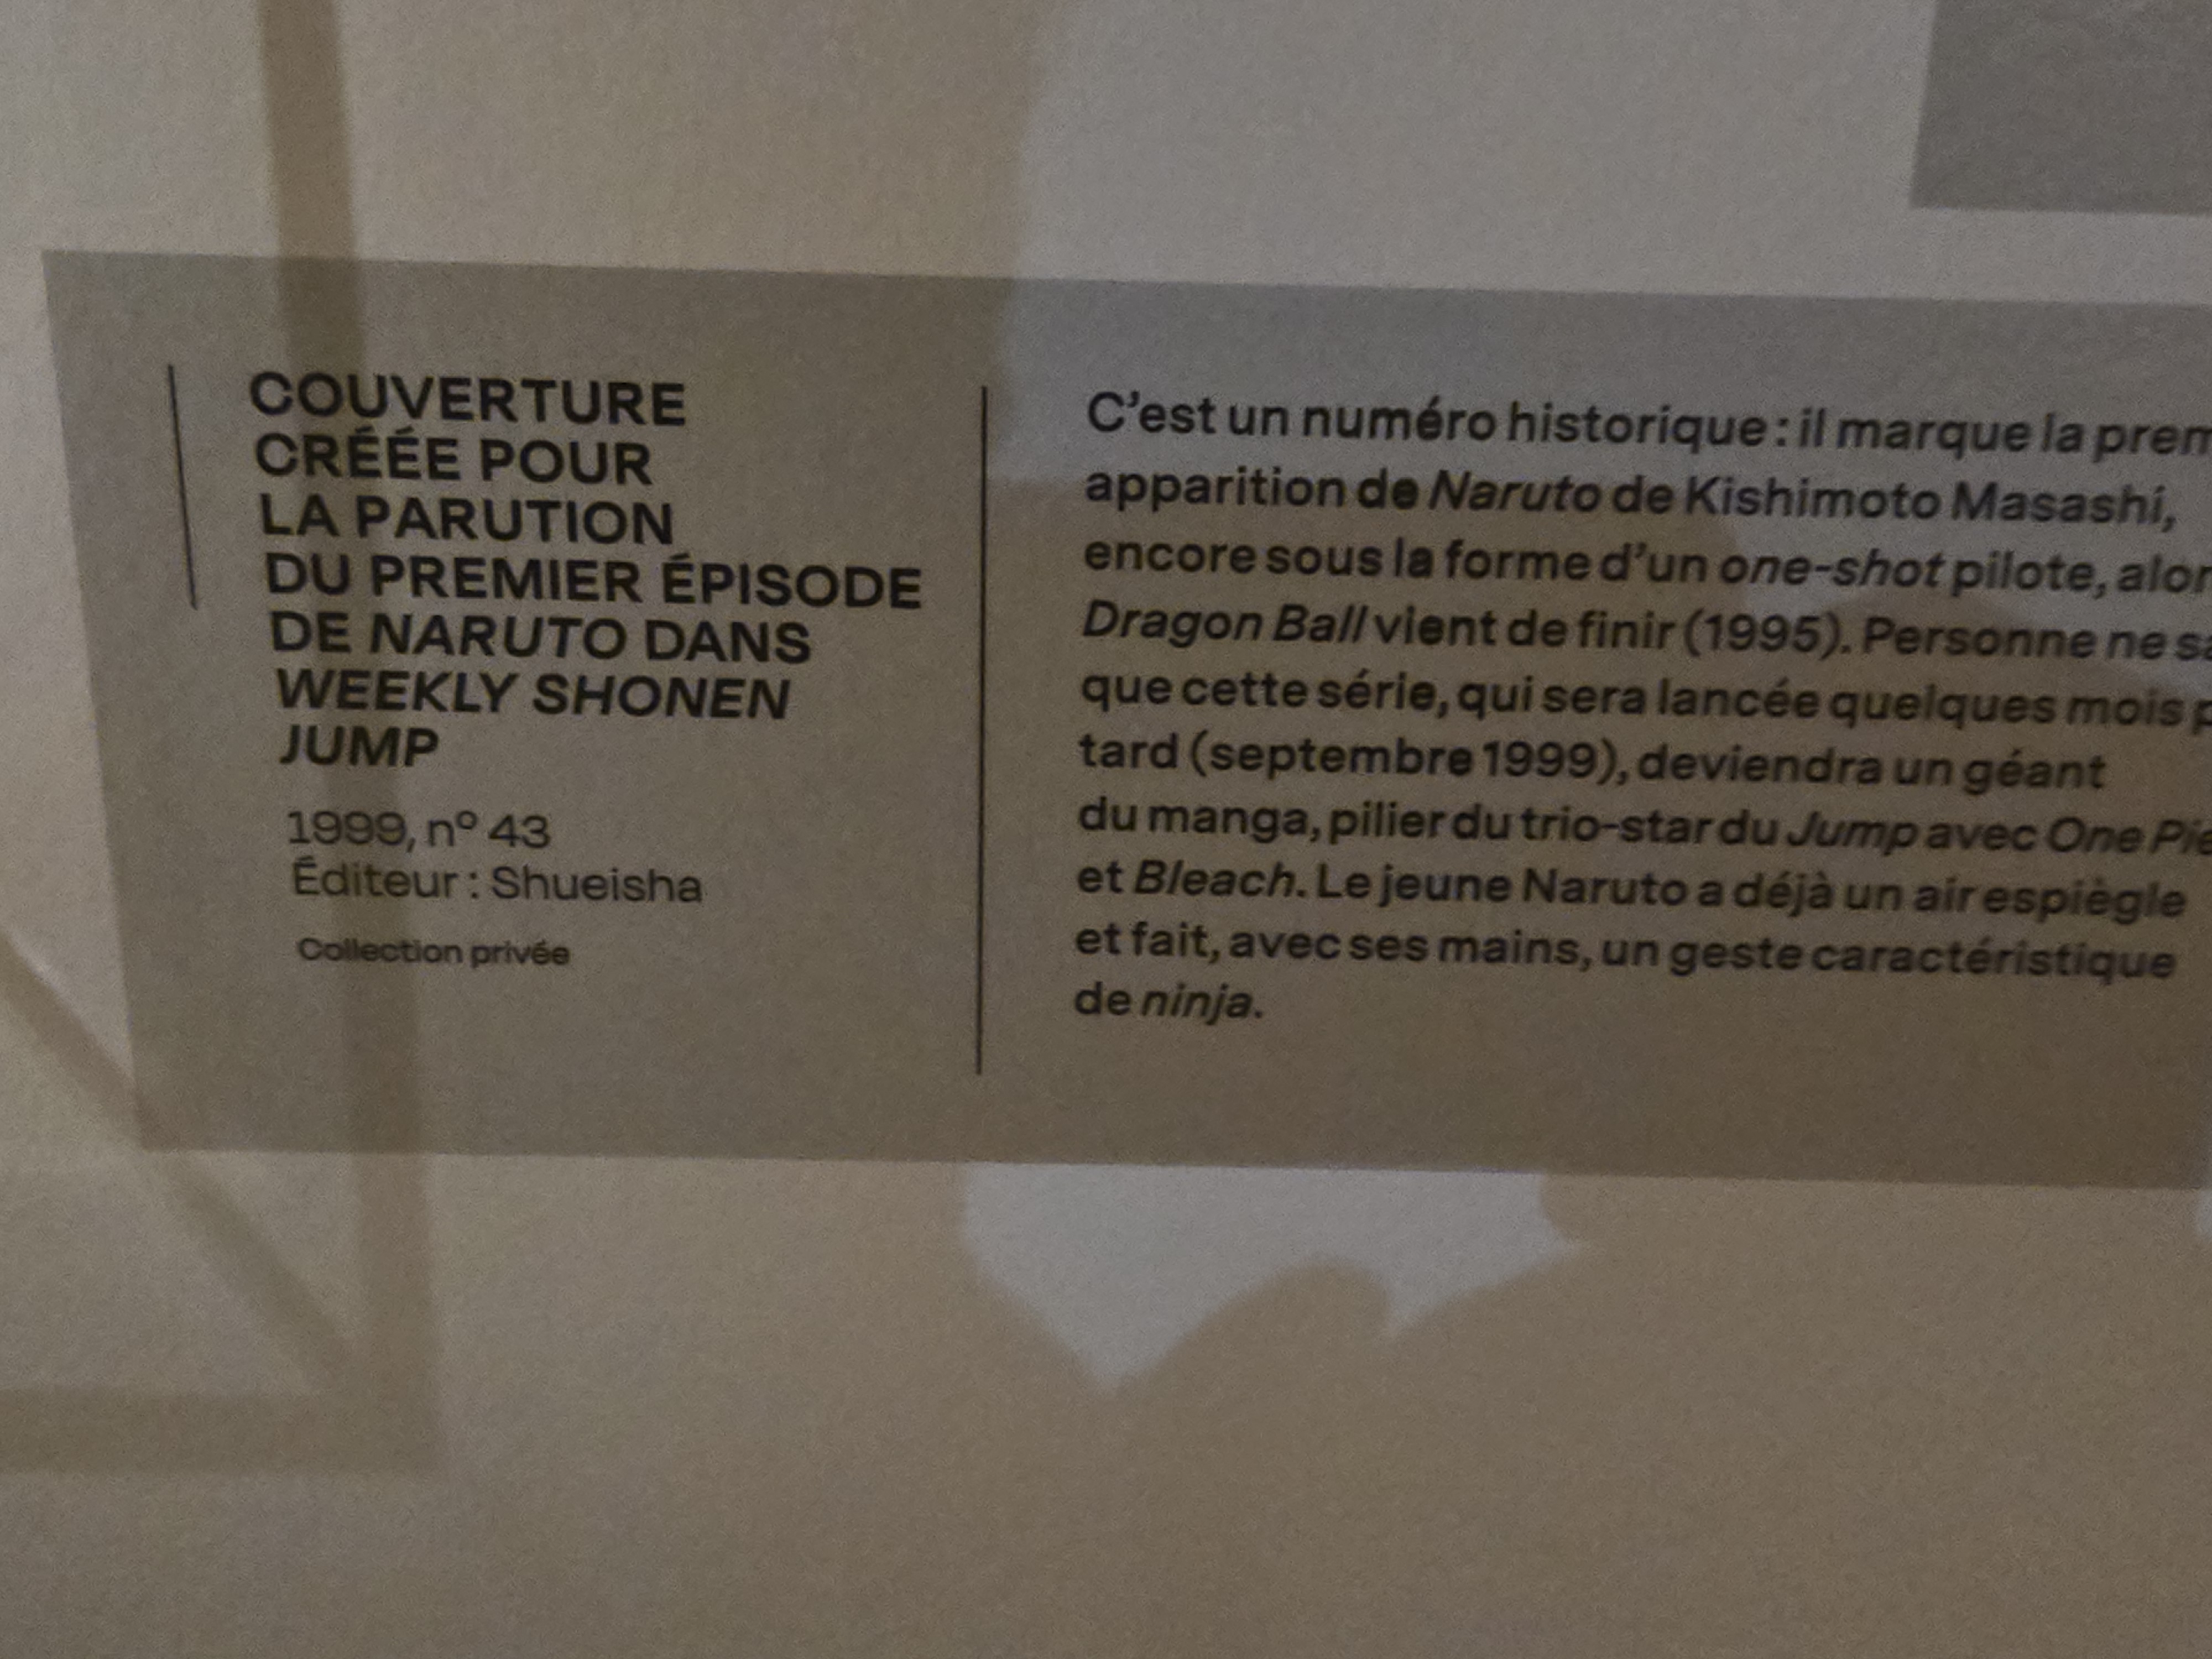 COUVERTURE
CRÉÉE POUR
LA PARUTION
DU PREMIER ÉPISODE
DE NARUTO DANS
WEEKLY SHONEN
JUMP
1999, nº 43
Éditeur : Shueisha
Collection privée
C’est un numéro historique : il marque la
apparition de Naruto de Kishimoto Masashi,
encore sous la forme d’un one-shot pilote,
Dragon Ball vient de finir (1995). Personne ne
que cette série, qui sera lancée quelques mois
tard (septembre 1999), deviendra un géant
du manga, pilier du trio-star du Jump avec One
et Bleach. Le jeune Naruto a déjà un air espiègle
et fait, avec ses mains, un geste caractéristique
de ninja.